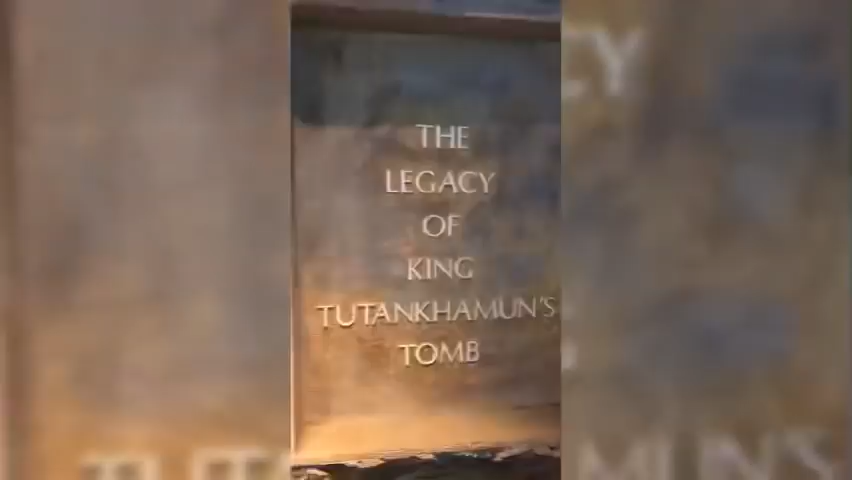 THE
LEGACY
OF
KING
TUTANKHAMUN'S
TOMB